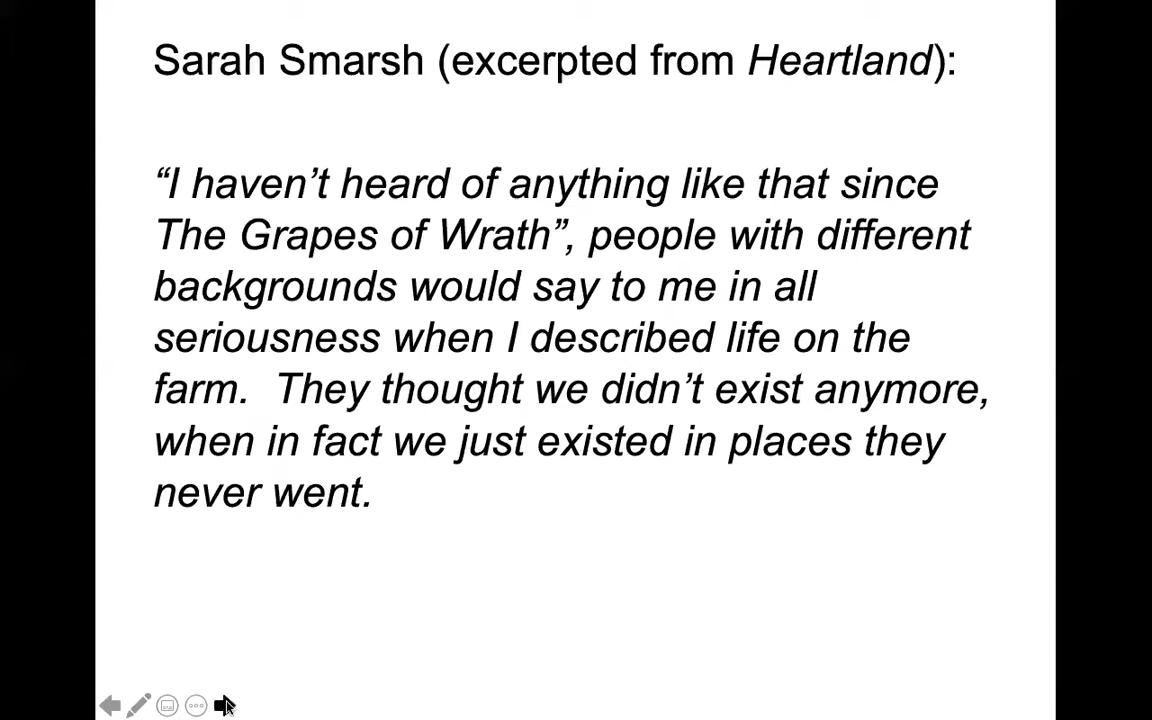 Sarah Smarsh (excerpted from Heartland):
“I haven’t heard of anything like that since
The Grapes of Wrath”, people with different
backgrounds would say to me in all
seriousness when I described life on the
farm.  They thought we didn’t exist anymore,
when in fact we just existed in places they
never went.